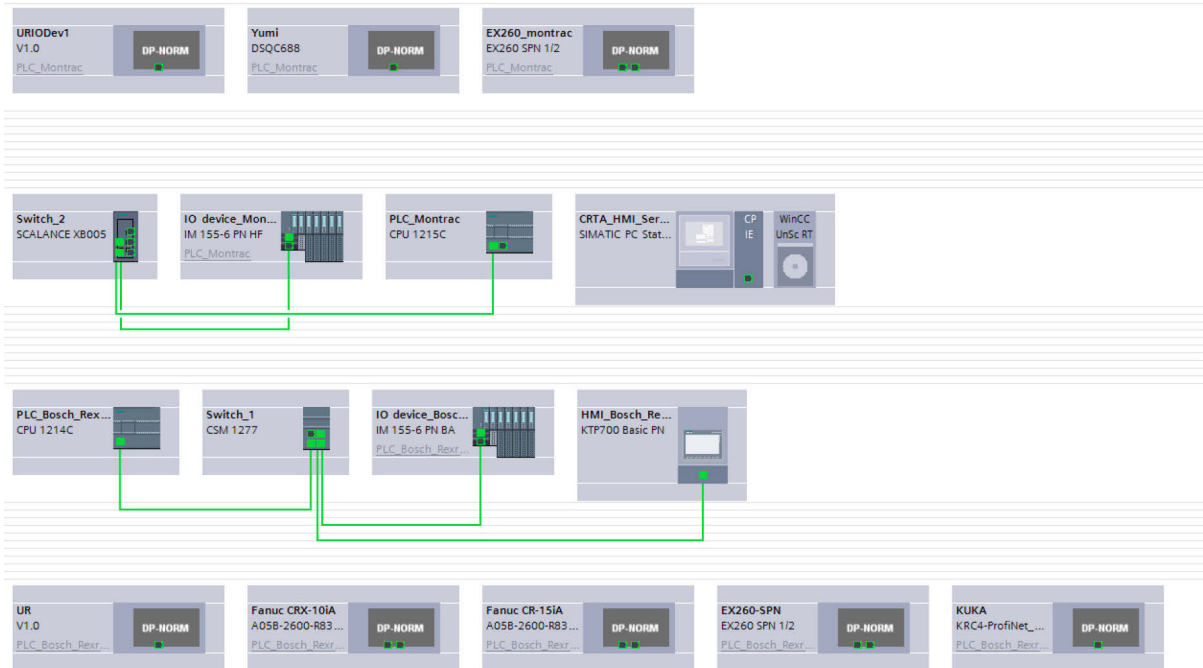 URIODev1
V1.0
DP-NORM
PLC_Montrac
Yumi
DSQC688
DP-NORM
PLC_Montrac
EX260_montrac
EX260 SPN 1/2
DP-NORM
PLC_Montrac
Switch_2
SCALANCE XB005
IO device_Mon...
IM 155-6 PN HF
PLC_Montrac
PLC_Montrac
CPU 1215C
CRTA_HMI_Ser...
SIMATIC PC Stat...
CP
IE
WinCC
UnSc RT
PLC_Bosch_Rex...
CPU 1214C
Switch_1
CSM 1277
IO device_Bosc...
IM 155-6 PN BA
PLC_Bosch_Rexr...
HMI_Bosch_Re...
KTP700 Basic PN
UR
V1.0
DP-NORM
PLC_Bosch_Rexr...
Fanuc CRX-10iA
A05B-2600-R83...
DP-NORM
PLC_Bosch_Rexr...
Fanuc CR-15iA
A05B-2600-R83...
DP-NORM
PLC_Bosch_Rexr...
EX260-SPN
EX260 SPN 1/2
DP-NORM
PLC_Bosch_Rexr...
KUKA
KRC4-ProfiNet_...
DP-NORM
PLC_Bosch_Rexr...